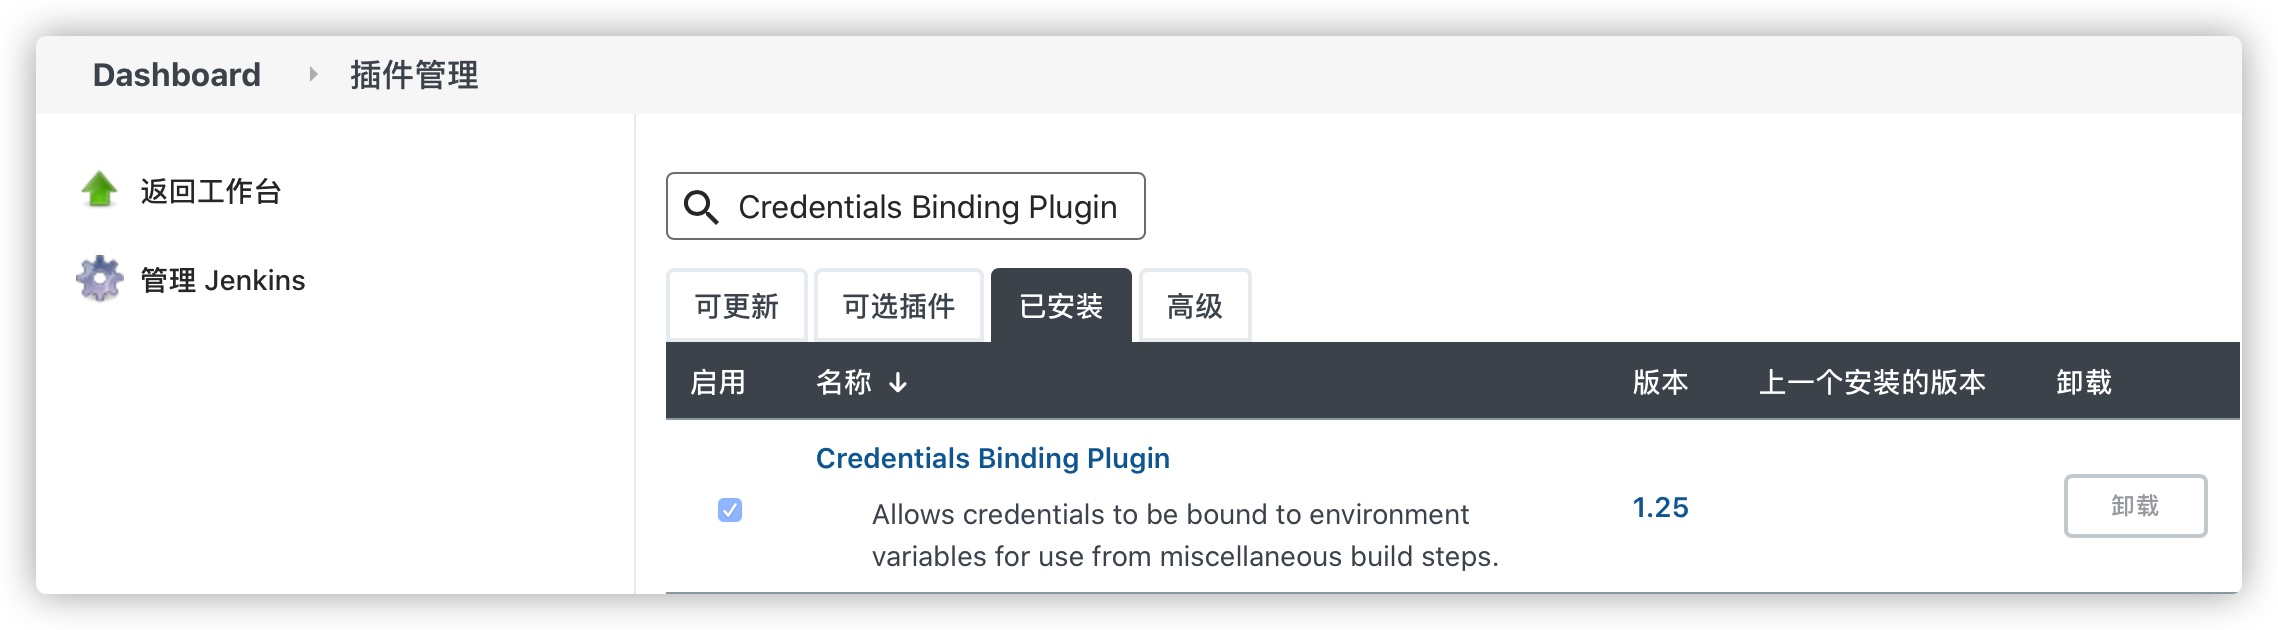 Dashboard 插件管理
返回工作台
管理 Jenkins
Credentials Binding Plugin
可更新 可选插件 已安装 高级
启用 名称 ↓ 版本 上一个安装的版本 卸载
Credentials Binding Plugin
Allows credentials to be bound to environment
variables for use from miscellaneous build steps.
1.25
卸载